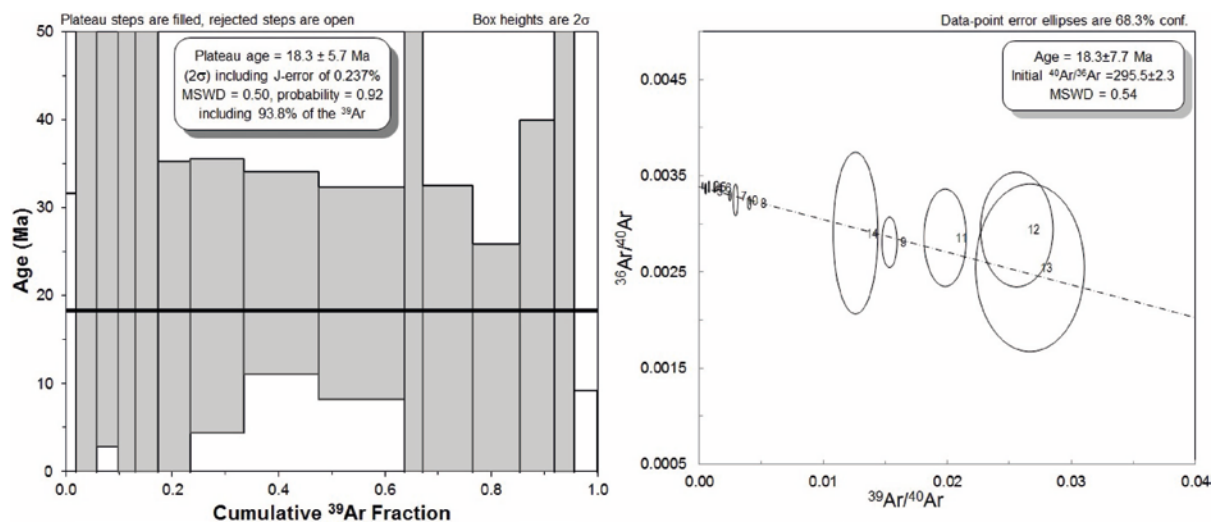 Plateau steps are filled, rejected steps are open
Box heights are 2σ
Plateau age = 18.3 ± 5.7 Ma
(2σ) including J-error of 0.237%
MSWD = 0.50, probability = 0.92
including 93.8% of the ³⁹Ar
50
40
30
20
10
0
Age (Ma)
0.0 0.2 0.4 0.6 0.8 1.0
Cumulative ³⁹Ar Fraction
Data-point error ellipses are 68.3% conf.
Age = 18.3±7.7 Ma
Initial ⁴⁰Ar/³⁶Ar =295.5±2.3
MSWD = 0.54
0.0045
0.0035
0.0025
0.0015
0.0005
³⁶Ar/⁴⁰Ar
7 10 8
14 9 11 12
13
0.00 0.01 0.02 0.03 0.04
³⁹Ar/⁴⁰Ar